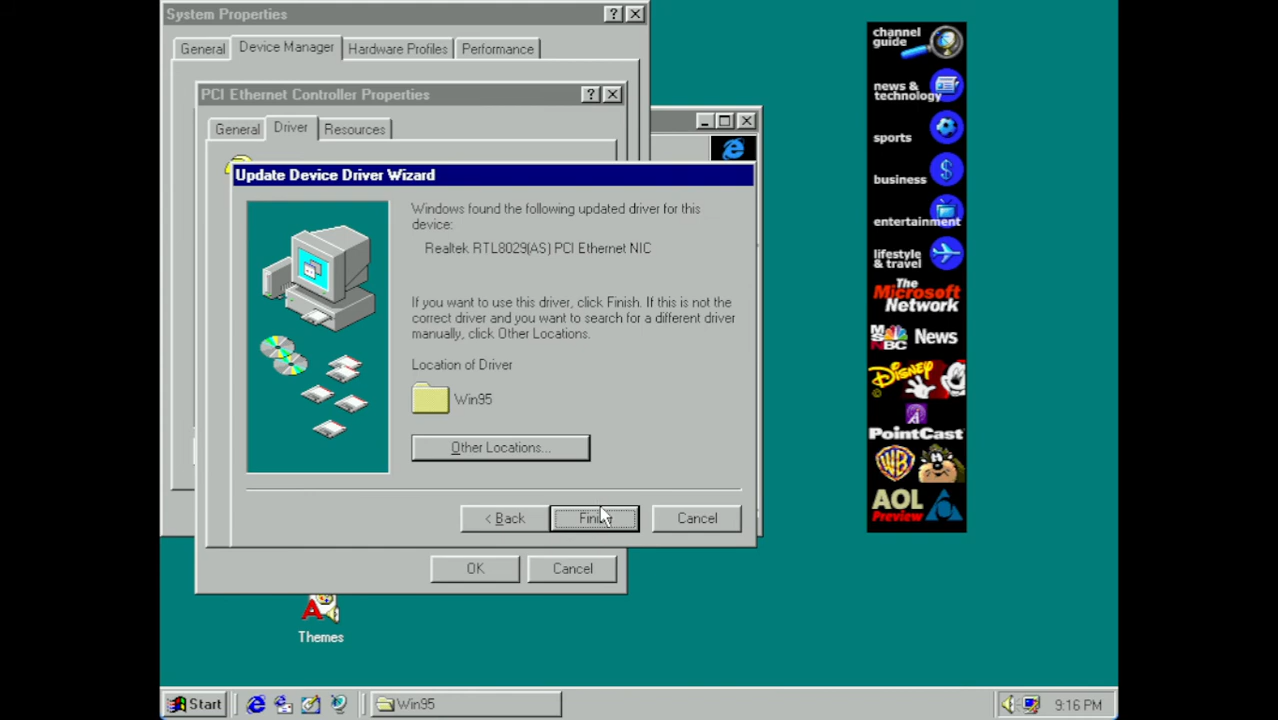 System Properties
General
Device Manager
Hardware Profiles
Performance
PCI Ethernet Controller Properties
General
Driver
Resources
Update Device Driver Wizard
Windows found the following updated driver for this
device:
Realtek RTL8029(AS) PCI Ethernet NIC
If you want to use this driver, click Finish. If this is not the
correct driver and you want to search for a different driver
manually, click Other Locations.
Location of Driver
Win95
Other Locations...
< Back
Finish
Cancel
OK
Cancel
Themes
channel
guide
news &
technology
sports
business
entertainment
lifestyle
& travel
The
Microsoft
Network
MSNBC News
Disney
©
PointCast
WB
AOL
Preview
Start
Win95
9:16 PM